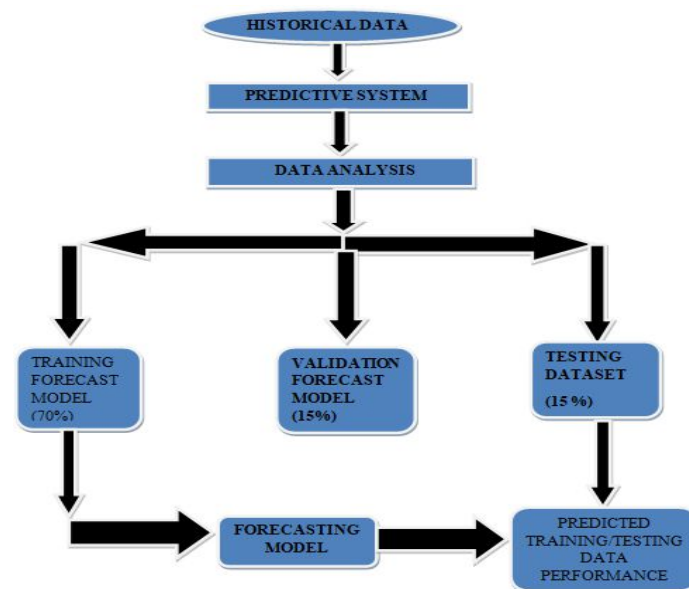 HISTORICAL DATA
PREDICTIVE SYSTEM
DATA ANALYSIS
TRAINING
FORECAST
MODEL
(70%)
VALIDATION
FORECAST
MODEL
(15%)
TESTING
DATASET
(15 %)
FORECASTING
MODEL
PREDICTED
TRAINING/TESTING
DATA
PERFORMANCE